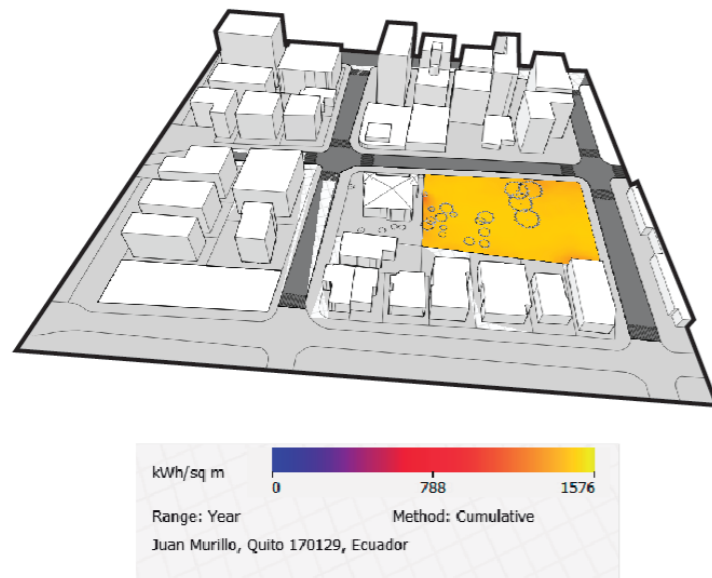 kWh/sq m
0 788 1576
Range: Year Method: Cumulative
Juan Murillo, Quito 170129, Ecuador